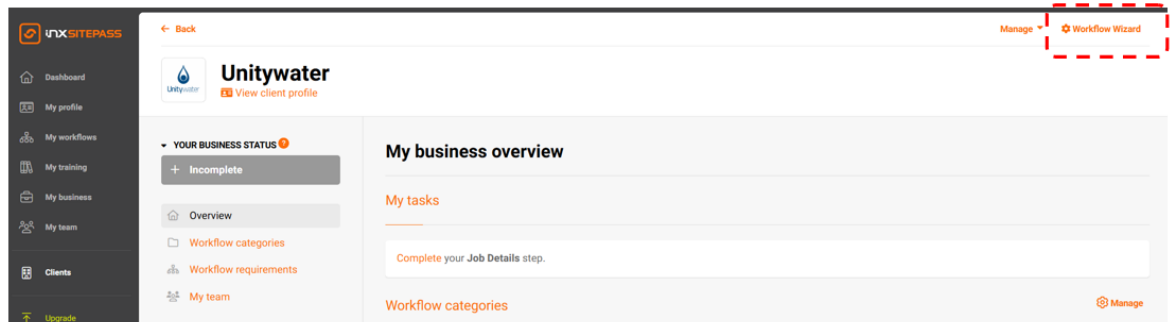 INX SITEPASS
Dashboard
My profile
My workflows
My training
My business
My team
Clients
Upgrade
← Back
Manage
Workflow Wizard
Unitywater
Unitywater
View client profile
YOUR BUSINESS STATUS ?
+ Incomplete
Overview
Workflow categories
Workflow requirements
My team
My business overview
My tasks
Complete your Job Details step.
Workflow categories
Manage